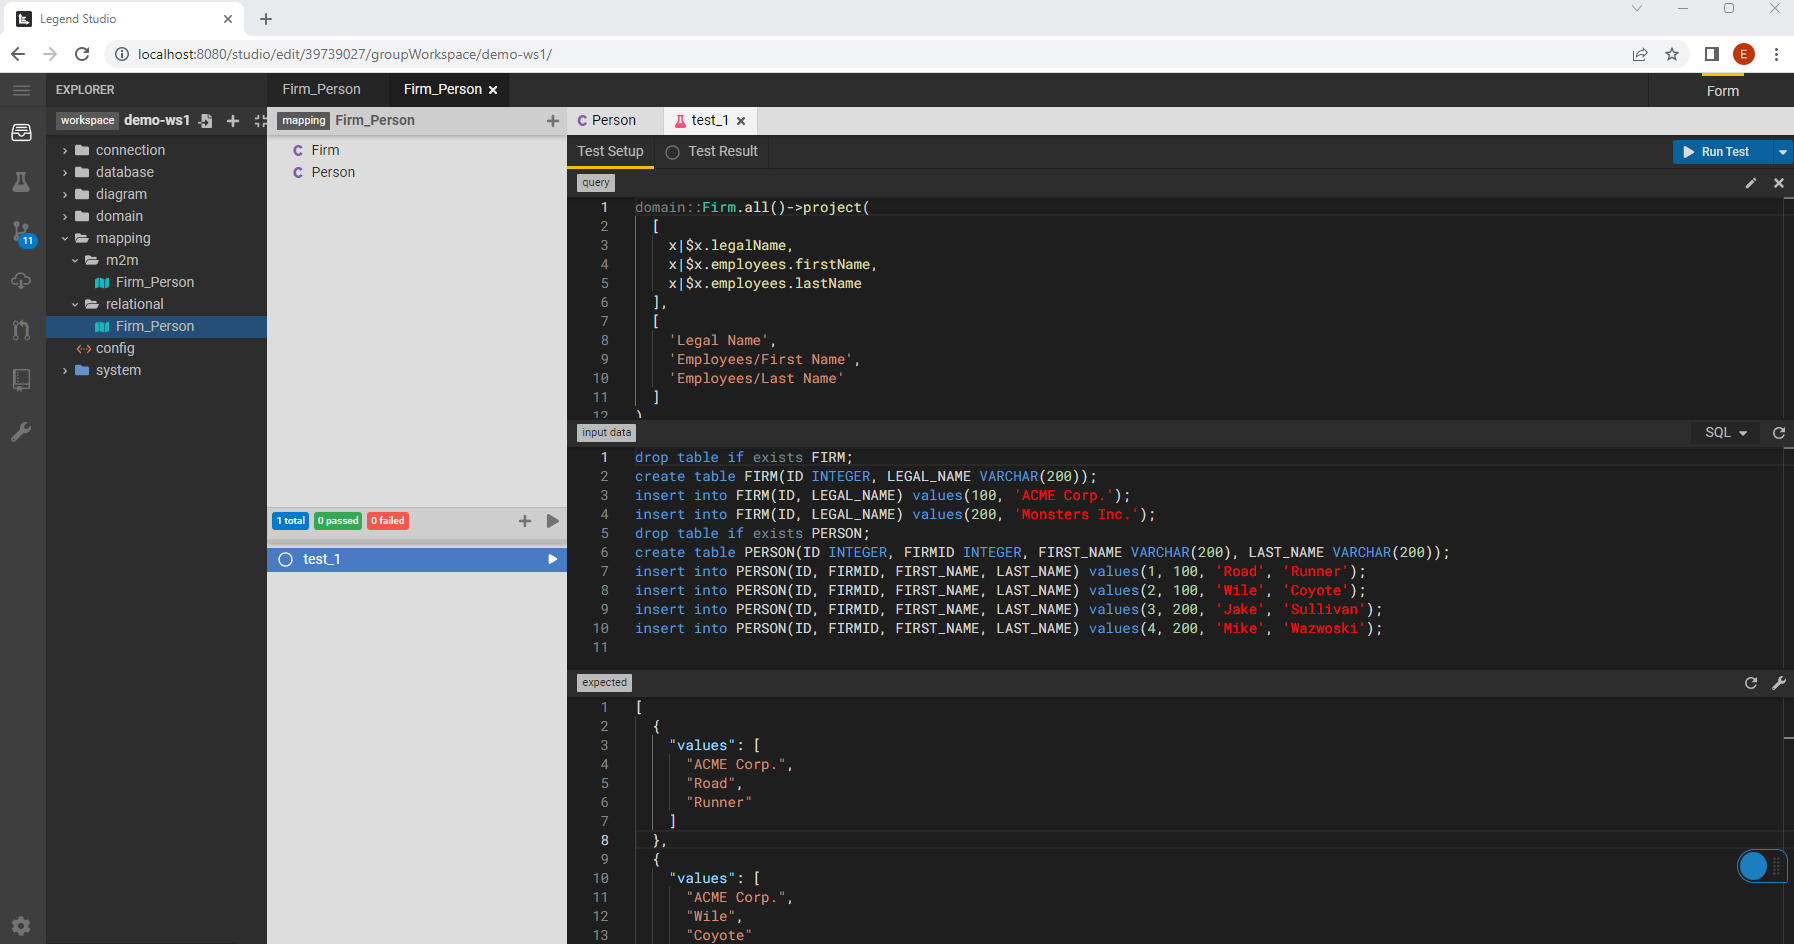 Legend Studio
localhost:8080/studio/edit/39739027/groupWorkspace/demo-ws1/
E
EXPLORER
Firm_Person
Firm_Person
Form
workspace demo-ws1
mapping Firm_Person
Person
test_1
connection
database
diagram
domain
mapping
m2m
Firm_Person
relational
Firm_Person
config
system
11
Firm
Person
1 total 0 passed 0 failed
test_1
Test Setup
Test Result
Run Test
query
1 domain::Firm.all()->project(
2 [
3 x|$x.legalName,
4 x|$x.employees.firstName,
5 x|$x.employees.lastName
6 ],
7 [
8 'Legal Name',
9 'Employees/First Name',
10 'Employees/Last Name'
11 ]
12 )
input data
SQL
1 drop table if exists FIRM;
2 create table FIRM(ID INTEGER, LEGAL_NAME VARCHAR(200));
3 insert into FIRM(ID, LEGAL_NAME) values(100, 'ACME Corp.');
4 insert into FIRM(ID, LEGAL_NAME) values(200, 'Monsters Inc.');
5 drop table if exists PERSON;
6 create table PERSON(ID INTEGER, FIRMID INTEGER, FIRST_NAME VARCHAR(200), LAST_NAME VARCHAR(200));
7 insert into PERSON(ID, FIRMID, FIRST_NAME, LAST_NAME) values(1, 100, 'Road', 'Runner');
8 insert into PERSON(ID, FIRMID, FIRST_NAME, LAST_NAME) values(2, 100, 'Wile', 'Coyote');
9 insert into PERSON(ID, FIRMID, FIRST_NAME, LAST_NAME) values(3, 200, 'Jake', 'Sullivan');
10 insert into PERSON(ID, FIRMID, FIRST_NAME, LAST_NAME) values(4, 200, 'Mike', 'Wazwoski');
11
expected
1 [
2 {
3 "values": [
4 "ACME Corp.",
5 "Road",
6 "Runner"
7 ]
8 },
9 {
10 "values": [
11 "ACME Corp.",
12 "Wile",
13 "Coyote"